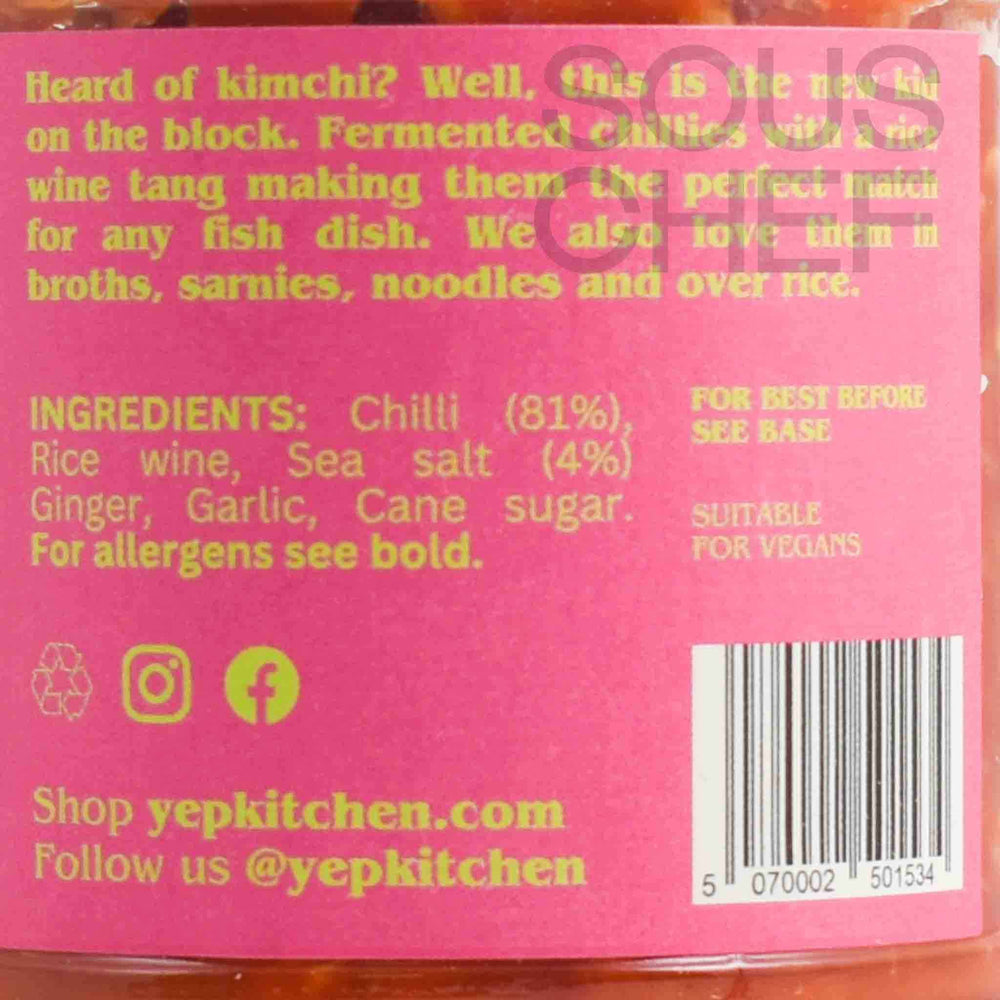 Heard of kimchi? Well, this is the new kid
on the block. Fermented chillies with a rice
wine tang making them the perfect match
for any fish dish. We also love them in
broths, sarnies, noodles and over rice.
SOUS
CHEF
INGREDIENTS: Chilli (81%),
Rice wine, Sea salt (4%)
Ginger, Garlic, Cane sugar.
For allergens see bold.
FOR BEST BEFORE
SEE BASE
SUITABLE
FOR VEGANS
Shop yepkitchen.com
Follow us @yepkitchen
5 070002 501534